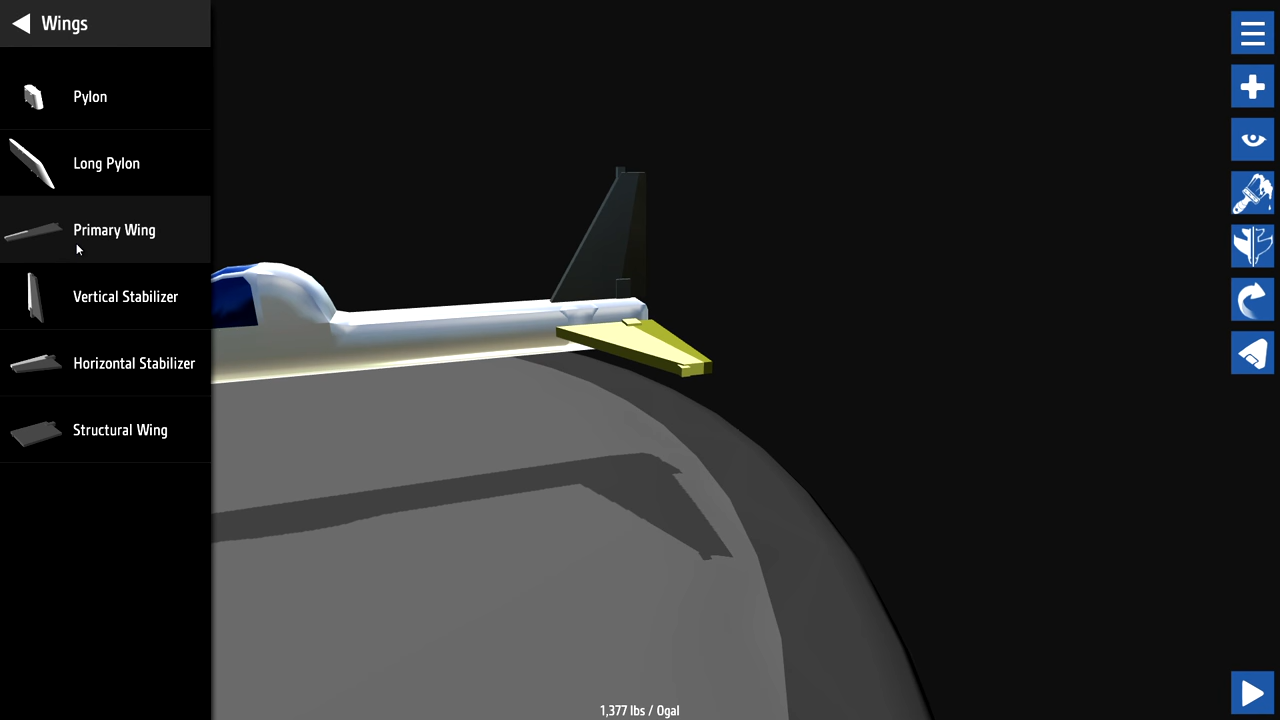 Wings
Pylon
Long Pylon
Primary Wing
Vertical Stabilizer
Horizontal Stabilizer
Structural Wing
1,377 lbs / 0gal